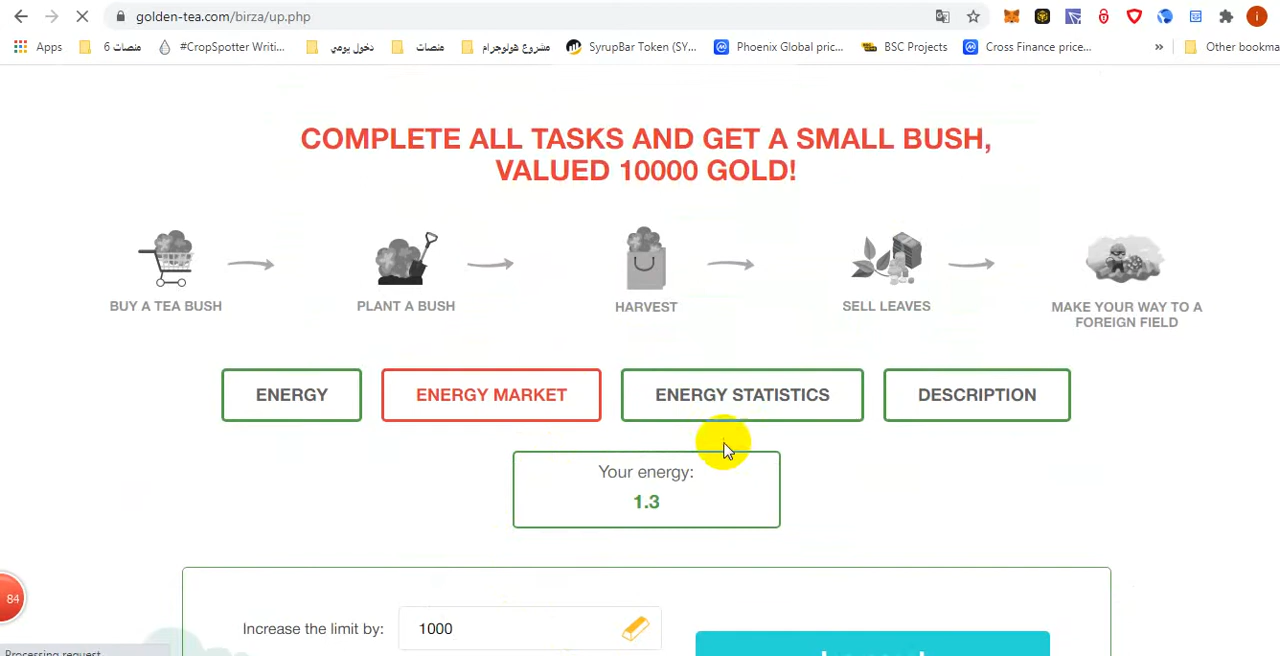 golden-tea.com/birza/up.php
Apps
منصات 6
#CropSpotter Writi...
دخول يومي
منصات
مشروع هولوجرام
SyrupBar Token (SY...
Phoenix Global pric...
BSC Projects
Cross Finance price...
»
Other bookma
COMPLETE ALL TASKS AND GET A SMALL BUSH,
VALUED 10000 GOLD!
BUY A TEA BUSH
PLANT A BUSH
HARVEST
SELL LEAVES
MAKE YOUR WAY TO A
FOREIGN FIELD
ENERGY
ENERGY MARKET
ENERGY STATISTICS
DESCRIPTION
Your energy:
1.3
84
Increase the limit by:
1000
Processing request